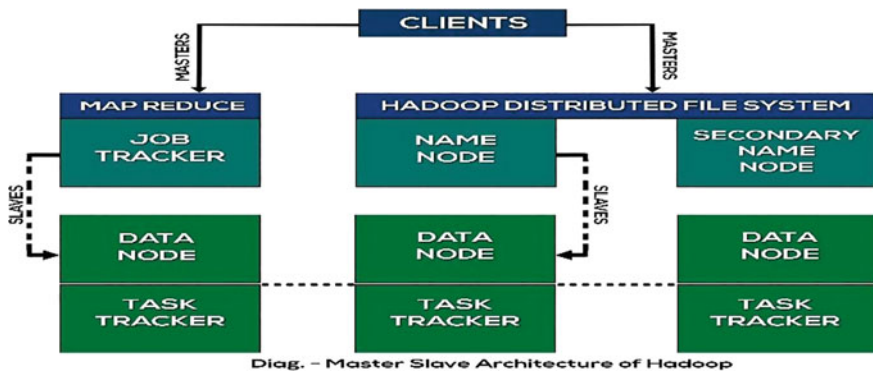 CLIENTS
MASTERS
MASTERS
MAP REDUCE
HADOOP DISTRIBUTED FILE SYSTEM
JOB
TRACKER
NAME
NODE
SECONDARY
NAME
NODE
SLAVES
SLAVES
DATA
NODE
DATA
NODE
DATA
NODE
TASK
TRACKER
TASK
TRACKER
TASK
TRACKER
Diag. - Master Slave Architecture of Hadoop